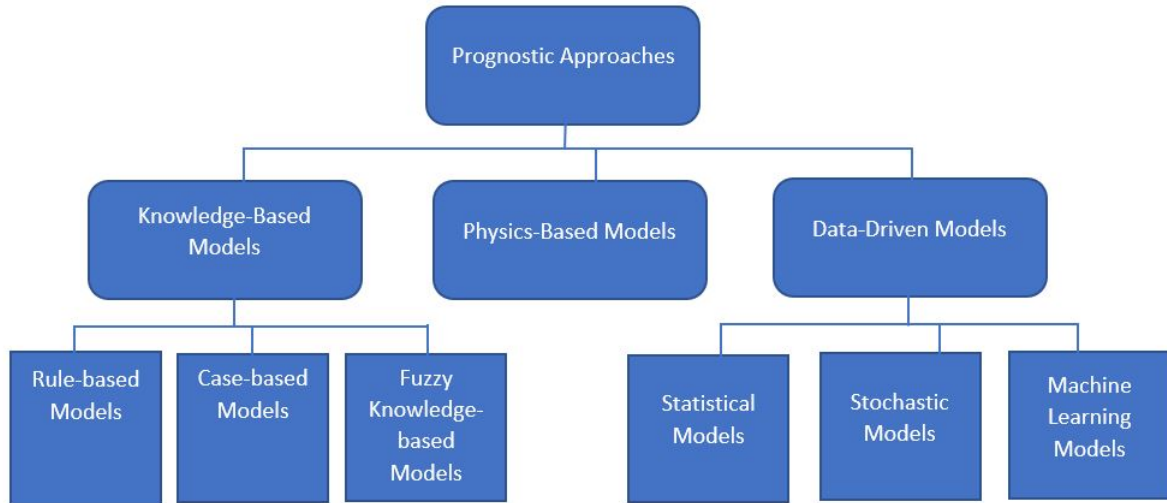 Prognostic Approaches
Knowledge-Based
Models
Physics-Based Models
Data-Driven Models
Rule-based
Models
Case-based
Models
Fuzzy
Knowledge-
based
Models
Statistical
Models
Stochastic
Models
Machine
Learning
Models